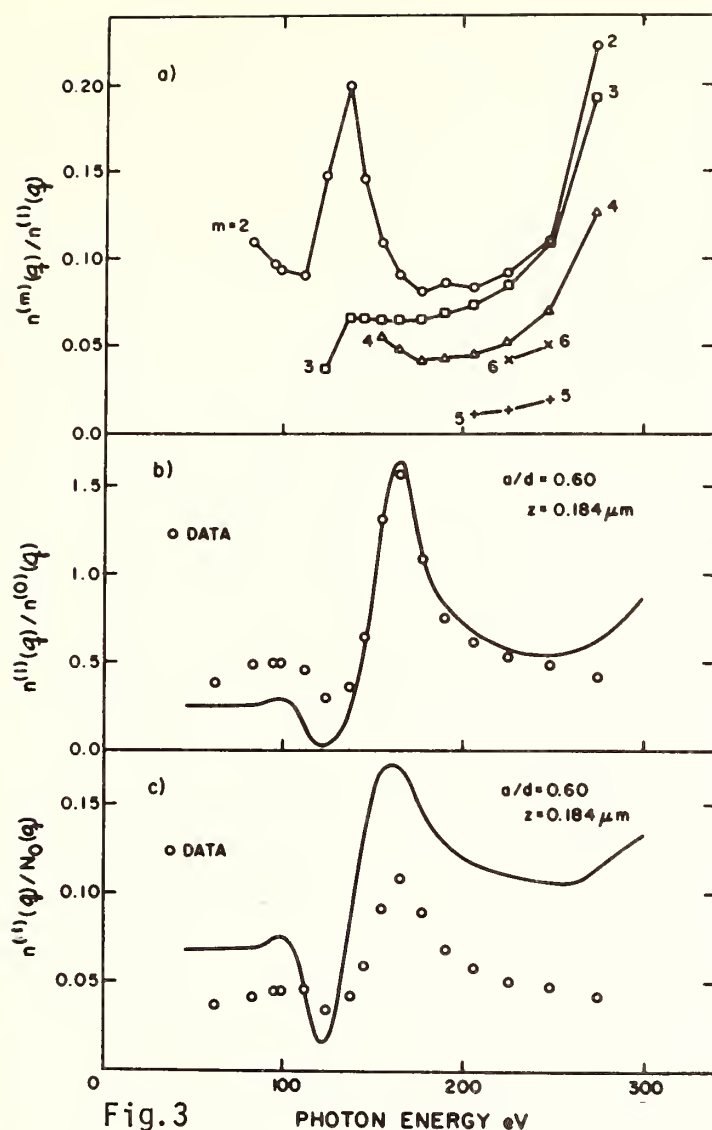 a)
0.20
0.15
0.10
0.05
0.0
n^(m)(q)/n^(1)(q)
m=2
3
4
2
3
4
6
6
5
5
b)
1.5
1.0
0.5
0.0
n^(1)(q)/n^(0)(q)
a/d = 0.60
z = 0.184 μm
o DATA
c)
0.15
0.10
0.05
0
n^(1)(q)/N_0(q)
a/d = 0.60
z = 0.184 μm
o DATA
100
200
300
Fig.3
PHOTON ENERGY eV